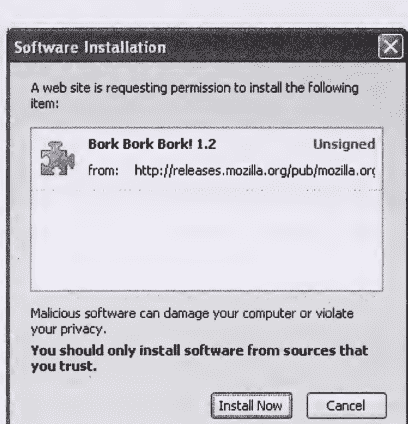 Software Installation
A web site is requesting permission to install the following
item:
Bork Bork Bork! 1.2 Unsigned
from: http://releases.mozilla.org/pub/mozilla.org
Malicious software can damage your computer or violate
your privacy.
You should only install software from sources that
you trust.
Install Now Cancel